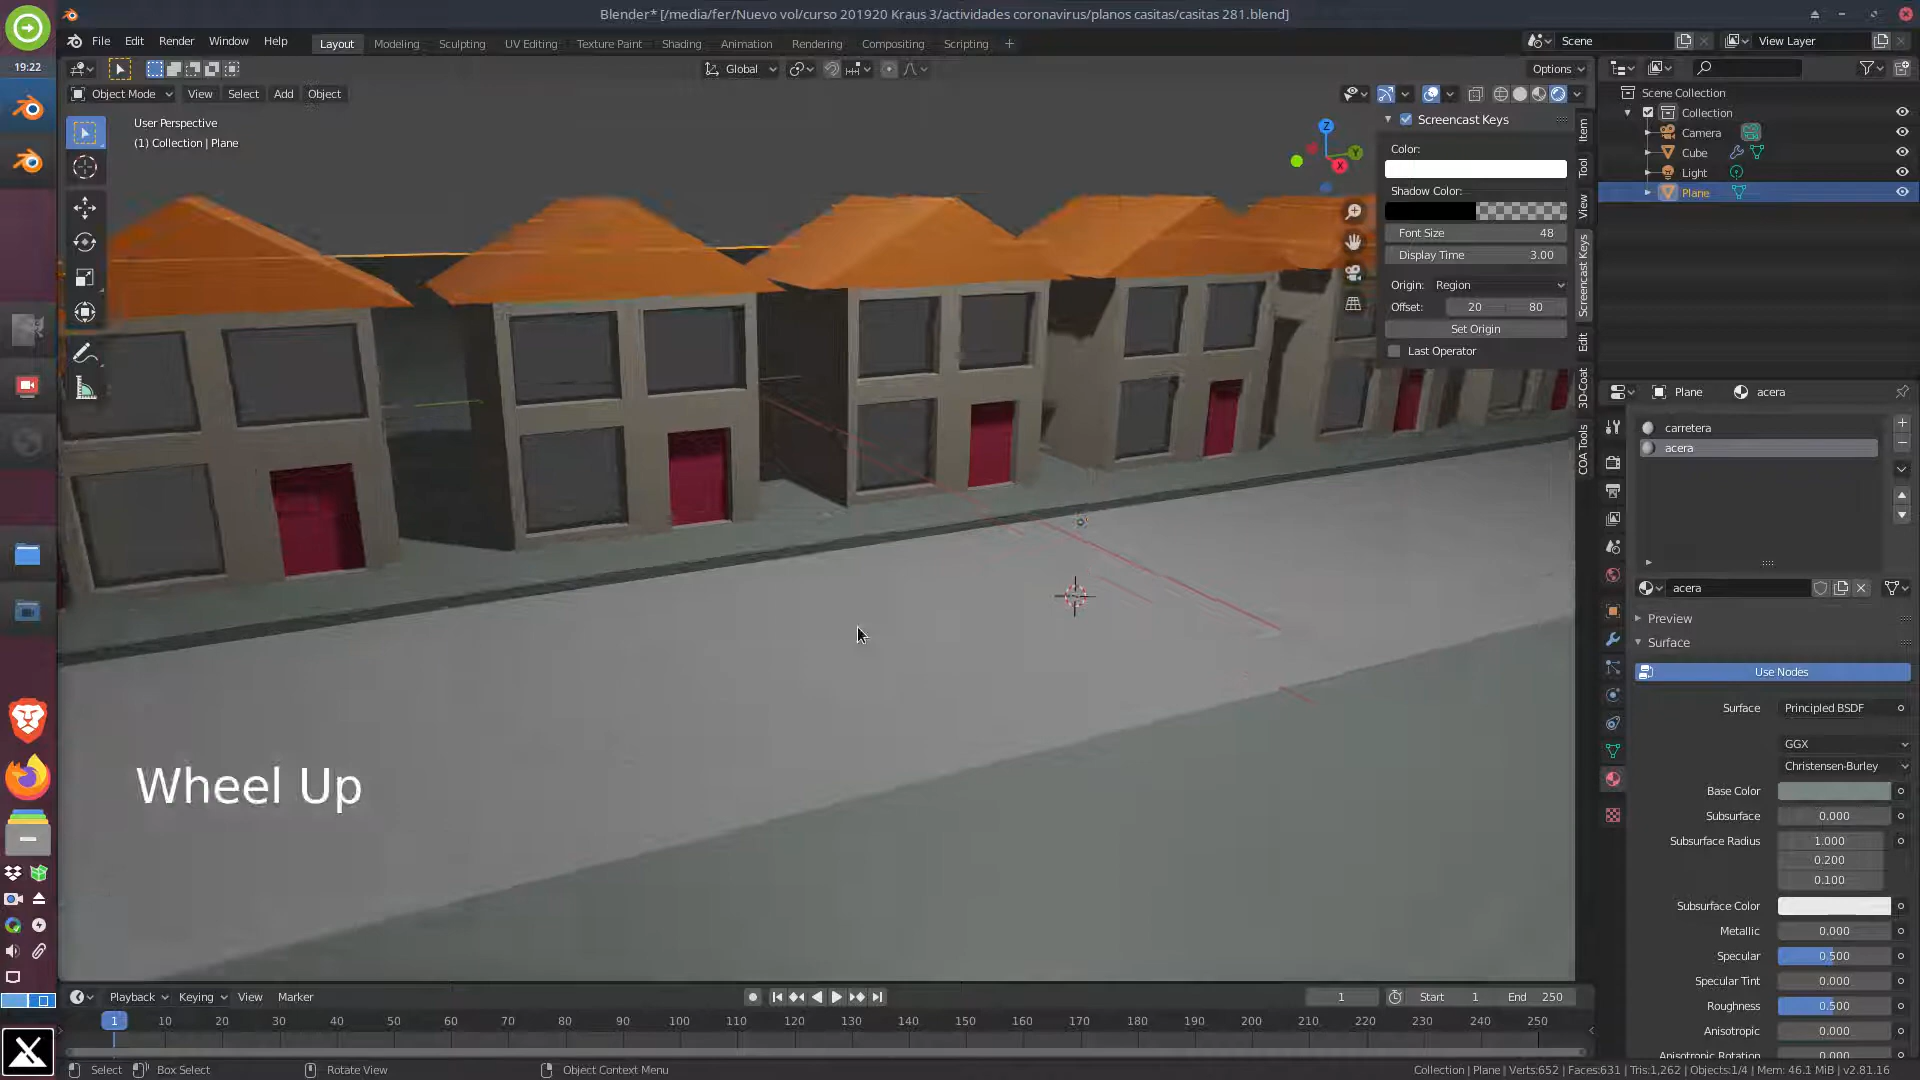 Blender* [/media/fer/Nuevo vol/curso 201920 Kraus 3/actividades coronavirus/planos casitas/casitas 281.blend]
19:22
File Edit Render Window Help
Layout Modeling Sculpting UV Editing Texture Paint Shading Animation Rendering Compositing Scripting +
Scene
View Layer
Global
Options
Object Mode View Select Add Object
User Perspective
(1) Collection | Plane
Z
Y
X
Screencast Keys
Color:
Shadow Color:
Font Size 48
Display Time 3.00
Origin: Region
Offset: 20 80
Set Origin
Last Operator
Item
Tool
View
Screencast Keys
Edit
3D-Coat
COA Tools
Scene Collection
Collection
Camera
Cube
Light
Plane
Plane acera
carretera
acera
acera
Preview
Surface
Use Nodes
Surface Principled BSDF
GGX
Christensen-Burley
Base Color
Subsurface 0.000
Subsurface Radius 1.000
0.200
0.100
Subsurface Color
Metallic 0.000
Specular 0.500
Specular Tint 0.000
Roughness 0.500
Anisotropic 0.000
Anisotropic Rotation 0.000
Wheel Up
Playback Keying View Marker
1 Start 1 End 250
1 10 20 30 40 50 60 70 80 90 100 110 120 130 140 150 160 170 180 190 200 210 220 230 240 250
Select Box Select Rotate View Object Context Menu
Collection | Plane | Verts:652 | Faces:631 | Tris:1,262 | Objects:1/4 | Mem: 46.1 MiB | v2.81.16